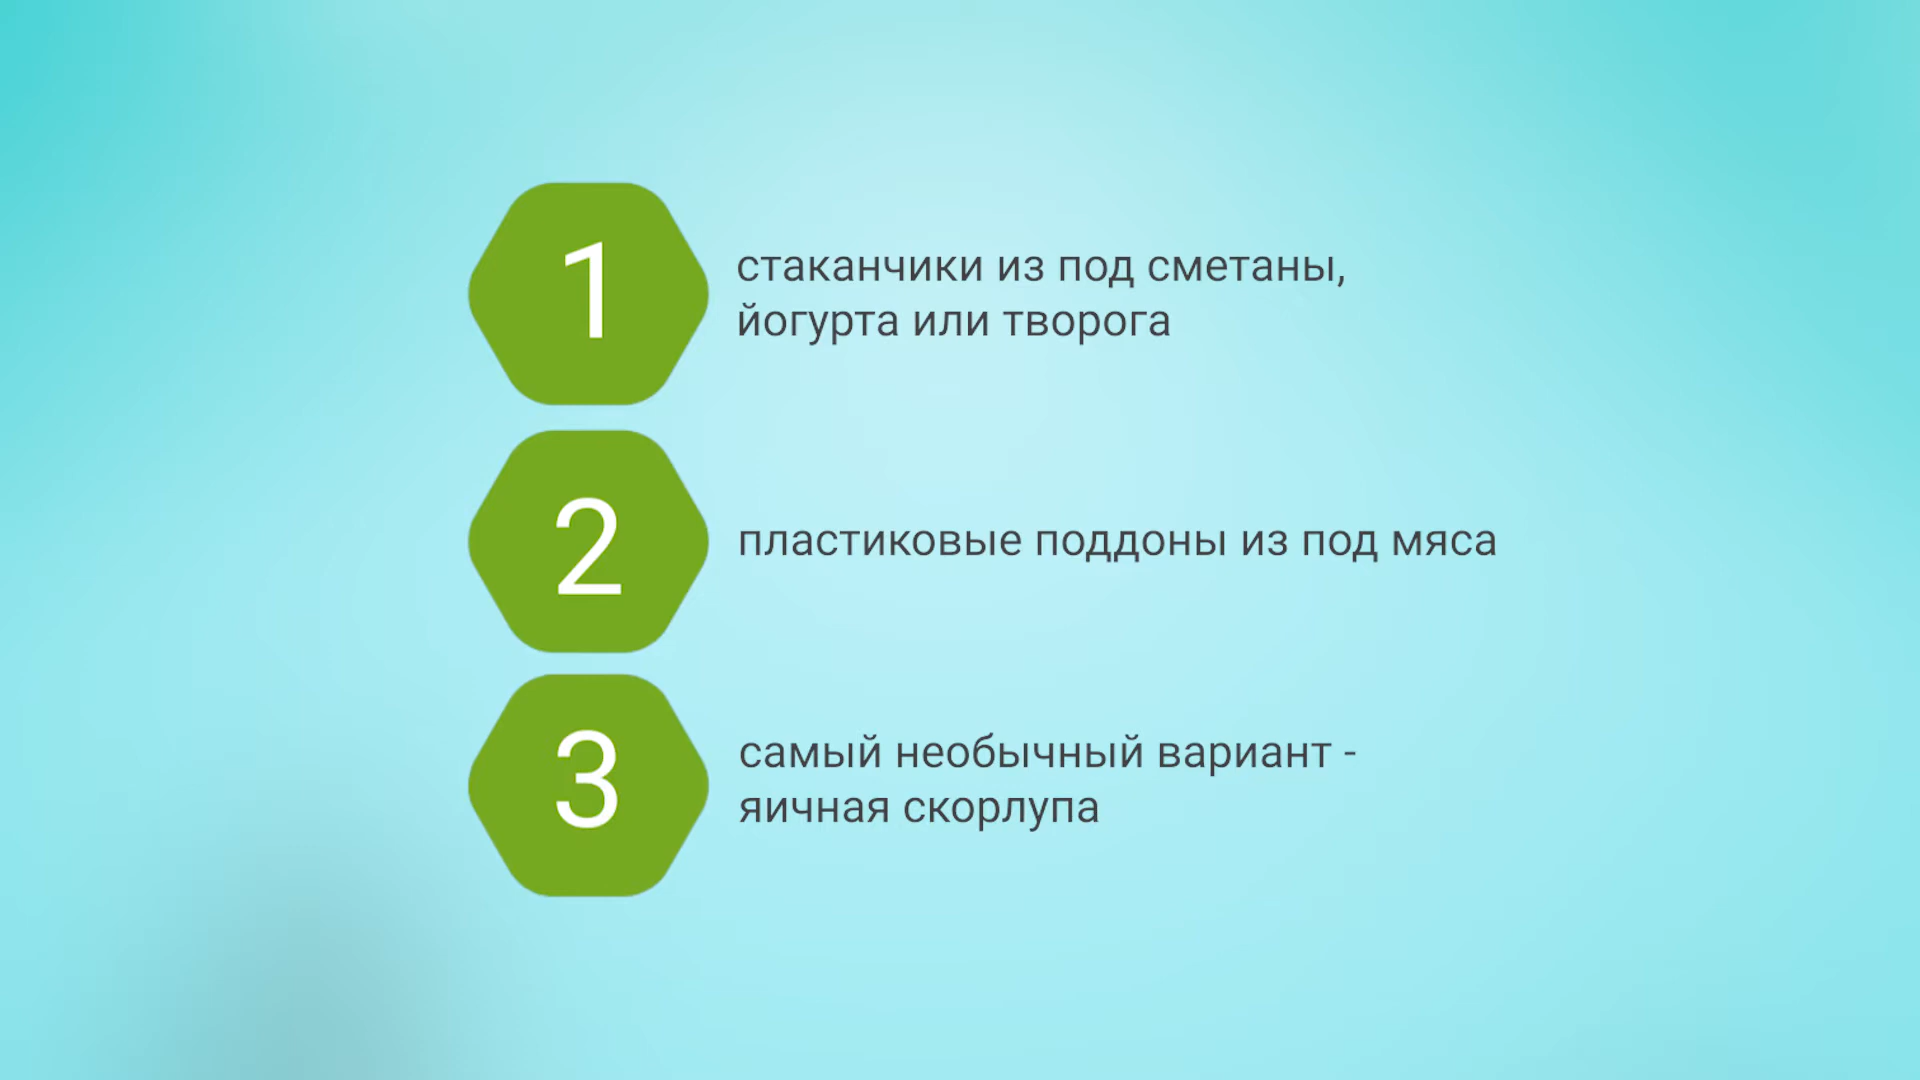 1
стаканчики из под сметаны,
йогурта или творога
2
пластиковые поддоны из под мяса
3
самый необычный вариант -
яичная скорлупа